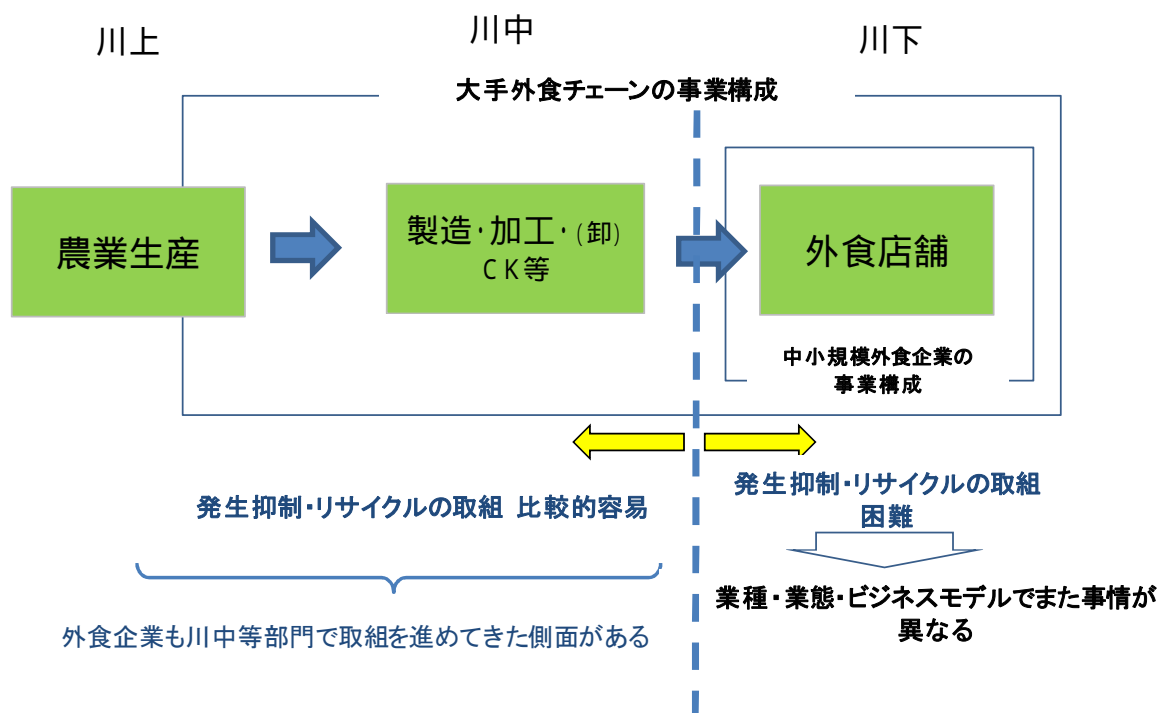 川上
川中
川下
大手外食チェーンの事業構成
農業生産
製造・加工・(卸)
CK等
外食店舗
中小規模外食企業の
事業構成
発生抑制・リサイクルの取組 比較的容易
発生抑制・リサイクルの取組
困難
外食企業も川中等部門で取組を進めてきた側面がある
業種・業態・ビジネスモデルでまた事情が
異なる